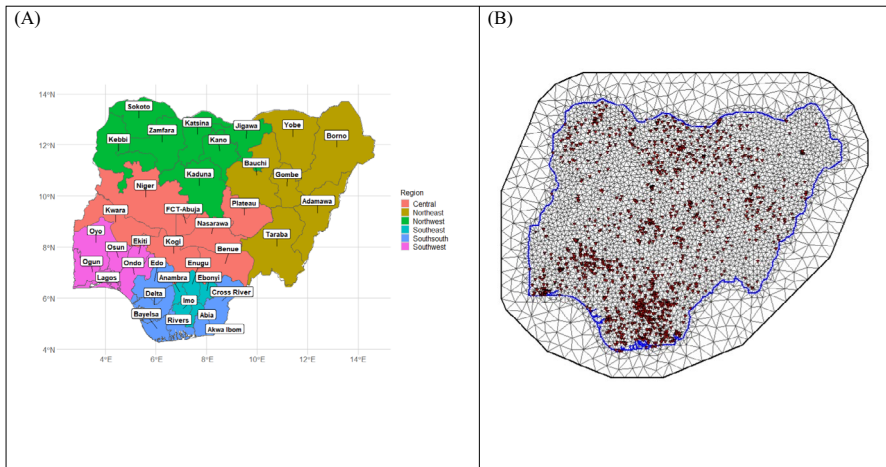 (A)
(B)
14°N
12°N
10°N
8°N
6°N
4°N
Sokoto
Katsina
Jigawa
Yobe
Kebbi
Zamfara
Kano
Borno
Bauchi
Kaduna
Gombe
Niger
Adamawa
Kwara
FCT-Abuja
Plateau
Nasarawa
Oyo
Taraba
Osun
Ekiti
Kogi
Benue
Ogun
Ondo
Edo
Enugu
Lagos
Anambra
Ebonyi
Delta
Imo
Cross River
Bayelsa
Rivers
Abia
Akwa Ibom
4°E 6°E 8°E 10°E 12°E 14°E
Region
Central
Northeast
Northwest
Southeast
Southsouth
Southwest